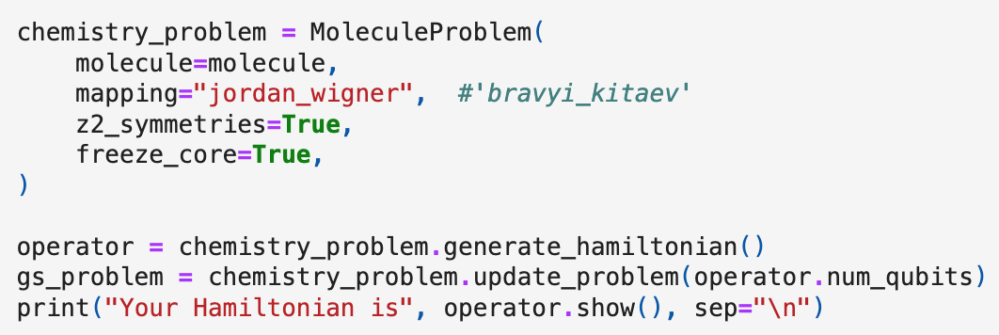 chemistry_problem = MoleculeProblem(
    molecule=molecule,
    mapping="jordan_wigner",  #'bravyi_kitaev'
    z2_symmetries=True,
    freeze_core=True,
)

operator = chemistry_problem.generate_hamiltonian()
gs_problem = chemistry_problem.update_problem(operator.num_qubits)
print("Your Hamiltonian is", operator.show(), sep="\n")